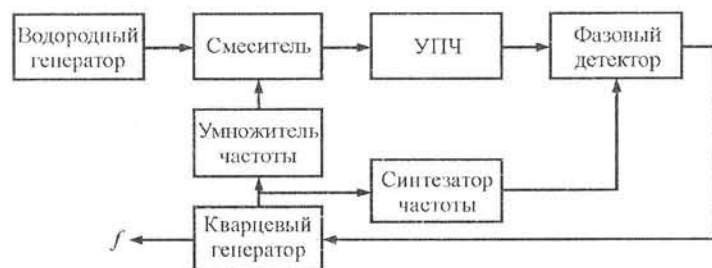 Водородный
генератор
Смеситель
УПЧ
Фазовый
детектор
Умножитель
частоты
Синтезатор
частоты
Кварцевый
генератор
f